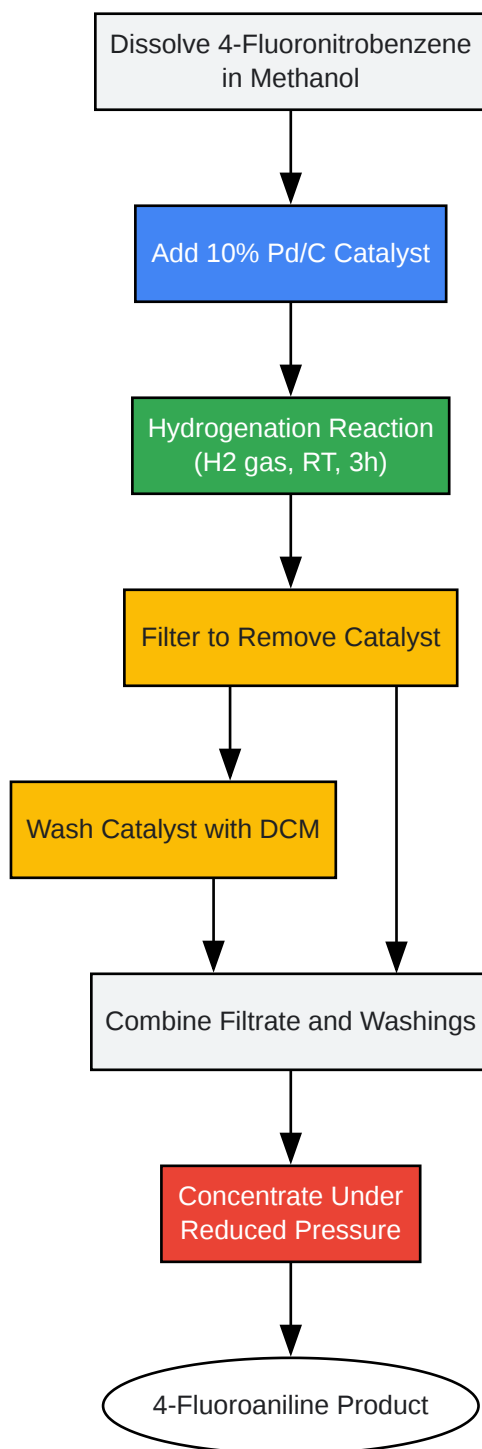 Dissolve 4-Fluoronitrobenzene
in Methanol
Add 10% Pd/C Catalyst
Hydrogenation Reaction
(H2 gas, RT, 3h)
Filter to Remove Catalyst
Wash Catalyst with DCM
Combine Filtrate and Washings
Concentrate Under
Reduced Pressure
4-Fluoroaniline Product